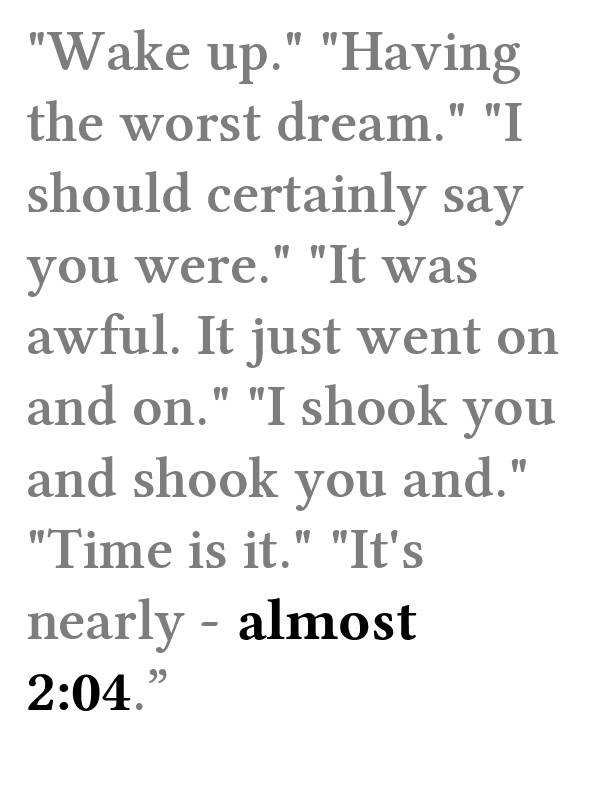 "Wake up." "Having
the worst dream." "I
should certainly say
you were." "It was
awful. It just went on
and on." "I shook you
and shook you and."
"Time is it." "It's
nearly - almost
2:04.”